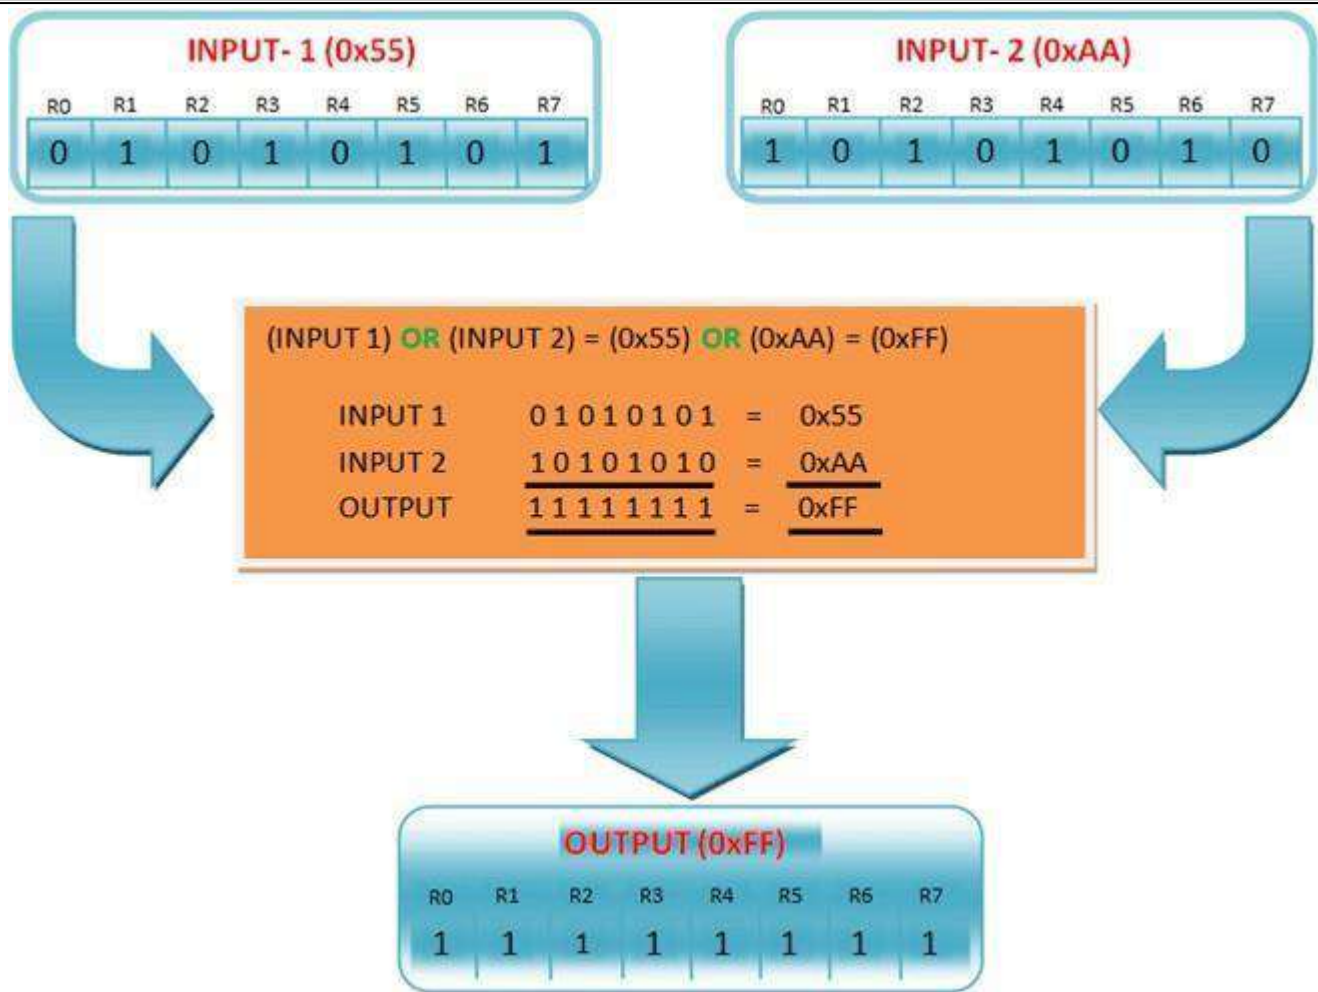 INPUT- 1 (0x55)
R0 R1 R2 R3 R4 R5 R6 R7
0 1 0 1 0 1 0 1
INPUT- 2 (0xAA)
R0 R1 R2 R3 R4 R5 R6 R7
1 0 1 0 1 0 1 0
(INPUT 1) OR (INPUT 2) = (0x55) OR (0xAA) = (0xFF)
INPUT 1 0 1 0 1 0 1 0 1 = 0x55
INPUT 2 1 0 1 0 1 0 1 0 = 0xAA
OUTPUT 1 1 1 1 1 1 1 1 = 0xFF
OUTPUT (0xFF)
R0 R1 R2 R3 R4 R5 R6 R7
1 1 1 1 1 1 1 1